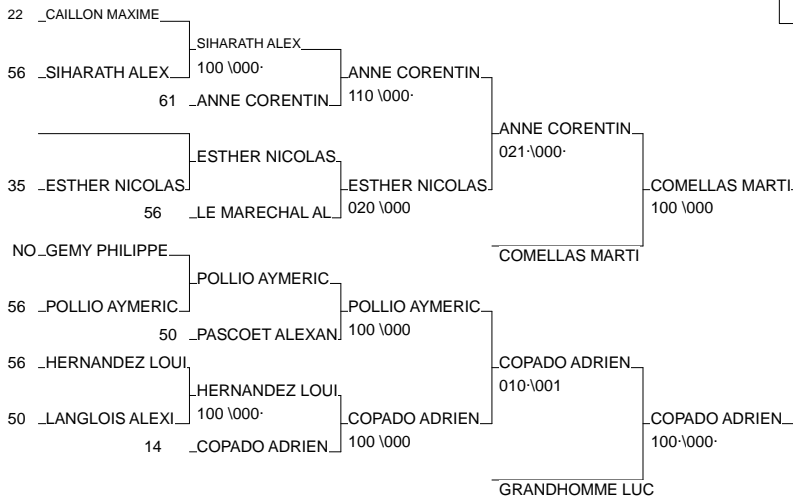 22 CAILLON MAXIME
SIHARATH ALEX
100 \000·
56 SIHARATH ALEX
ANNE CORENTIN
110 \000·
61 ANNE CORENTIN
ANNE CORENTIN
021·\000·
ESTHER NICOLAS
35 ESTHER NICOLAS
ESTHER NICOLAS
020 \000
COMELLAS MARTI
100 \000
56 LE MARECHAL AL
NO GEMY PHILIPPE
COMELLAS MARTI
POLLIO AYMERIC
56 POLLIO AYMERIC
POLLIO AYMERIC
100 \000
50 PASCOET ALEXAN
56 HERNANDEZ LOUI
COPADO ADRIEN
010·\001
HERNANDEZ LOUI
100 \000·
50 LANGLOIS ALEXI
COPADO ADRIEN
100 \000
COPADO ADRIEN
100·\000·
14 COPADO ADRIEN
GRANDHOMME LUC